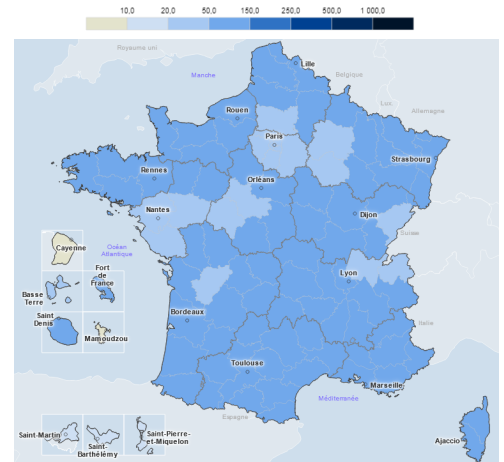 10,0 20,0 50,0 150,0 250,0 500,0 1 000,0
Royaume uni
Lille
Manche
Belgique
Rouen
Lux.
Allemagne
Paris
Strasbourg
Rennes
Orléans
Nantes
Dijon
Suisse
Cayenne
Océan
Atlantique
Fort
de
France
Lyon
Basse
Terre
Saint
Denis
Bordeaux
Italie
Mamoudzou
Toulouse
Marseille
Méditerranée
Espagne
Saint-Martin
Saint-
Barthélémy
Saint-Pierre
-et-Miquelon
Ajaccio